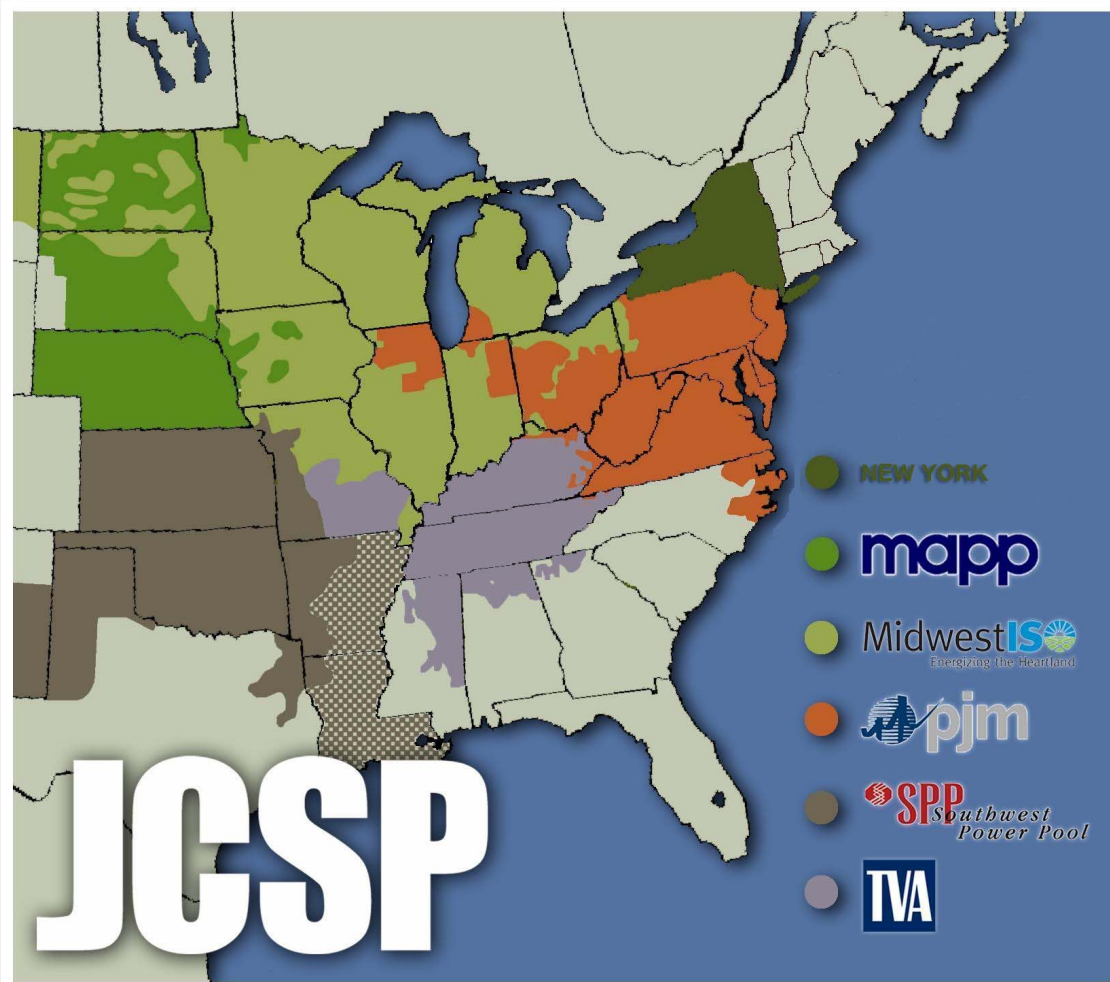 NEW YORK
mapp
MidwestISO
Energizing the Heartland
pjm
SPP
Southwest
Power Pool
TVA
JCSP